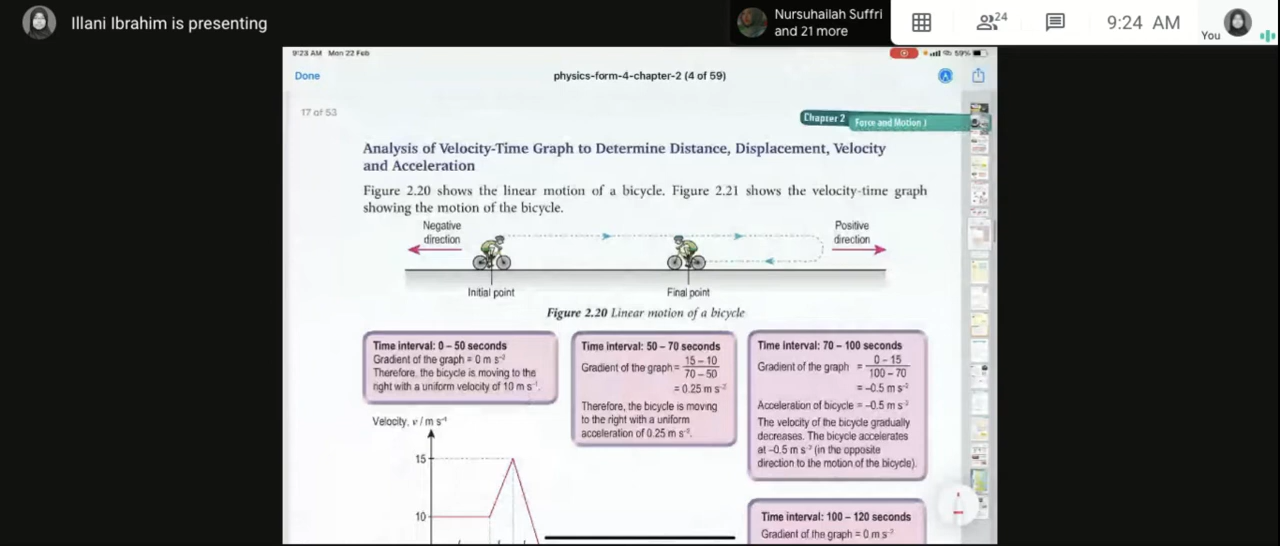 Illani Ibrahim is presenting
Nursuhailah Suffri
and 21 more
24
9:24 AM
You
9:23 AM Mon 22 Feb
59%
Done
physics-form-4-chapter-2 (4 of 59)
17 of 53
Chapter 2 Force and Motion I
Analysis of Velocity-Time Graph to Determine Distance, Displacement, Velocity
and Acceleration
Figure 2.20 shows the linear motion of a bicycle. Figure 2.21 shows the velocity-time graph
showing the motion of the bicycle.
Negative
direction
Positive
direction
Initial point
Final point
Figure 2.20 Linear motion of a bicycle
Time interval: 0 – 50 seconds
Gradient of the graph = 0 m s⁻²
Therefore, the bicycle is moving to the
right with a uniform velocity of 10 m s⁻¹.
Time interval: 50 – 70 seconds
Gradient of the graph = 15 – 10 / 70 – 50
= 0.25 m s⁻²
Therefore, the bicycle is moving
to the right with a uniform
acceleration of 0.25 m s⁻².
Time interval: 70 – 100 seconds
Gradient of the graph = 0 – 15 / 100 – 70
= –0.5 m s⁻²
Acceleration of bicycle = –0.5 m s⁻²
The velocity of the bicycle gradually
decreases. The bicycle accelerates
at –0.5 m s⁻² (in the opposite
direction to the motion of the bicycle).
Velocity, v / m s⁻¹
15
10
Time interval: 100 – 120 seconds
Gradient of the graph = 0 m s⁻²